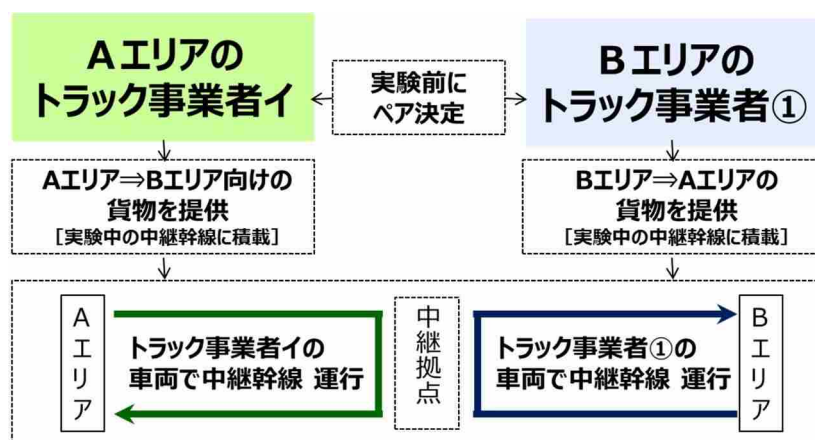 Aエリアの
トラック事業者イ
実験前に
ペア決定
Bエリアの
トラック事業者①
Aエリア⇒Bエリア向けの
貨物を提供
[実験中の中継幹線に積載]
Bエリア⇒Aエリアの
貨物を提供
[実験中の中継幹線に積載]
Aエリア
トラック事業者イの
車両で中継幹線 運行
中継拠点
トラック事業者①の
車両で中継幹線 運行
Bエリア